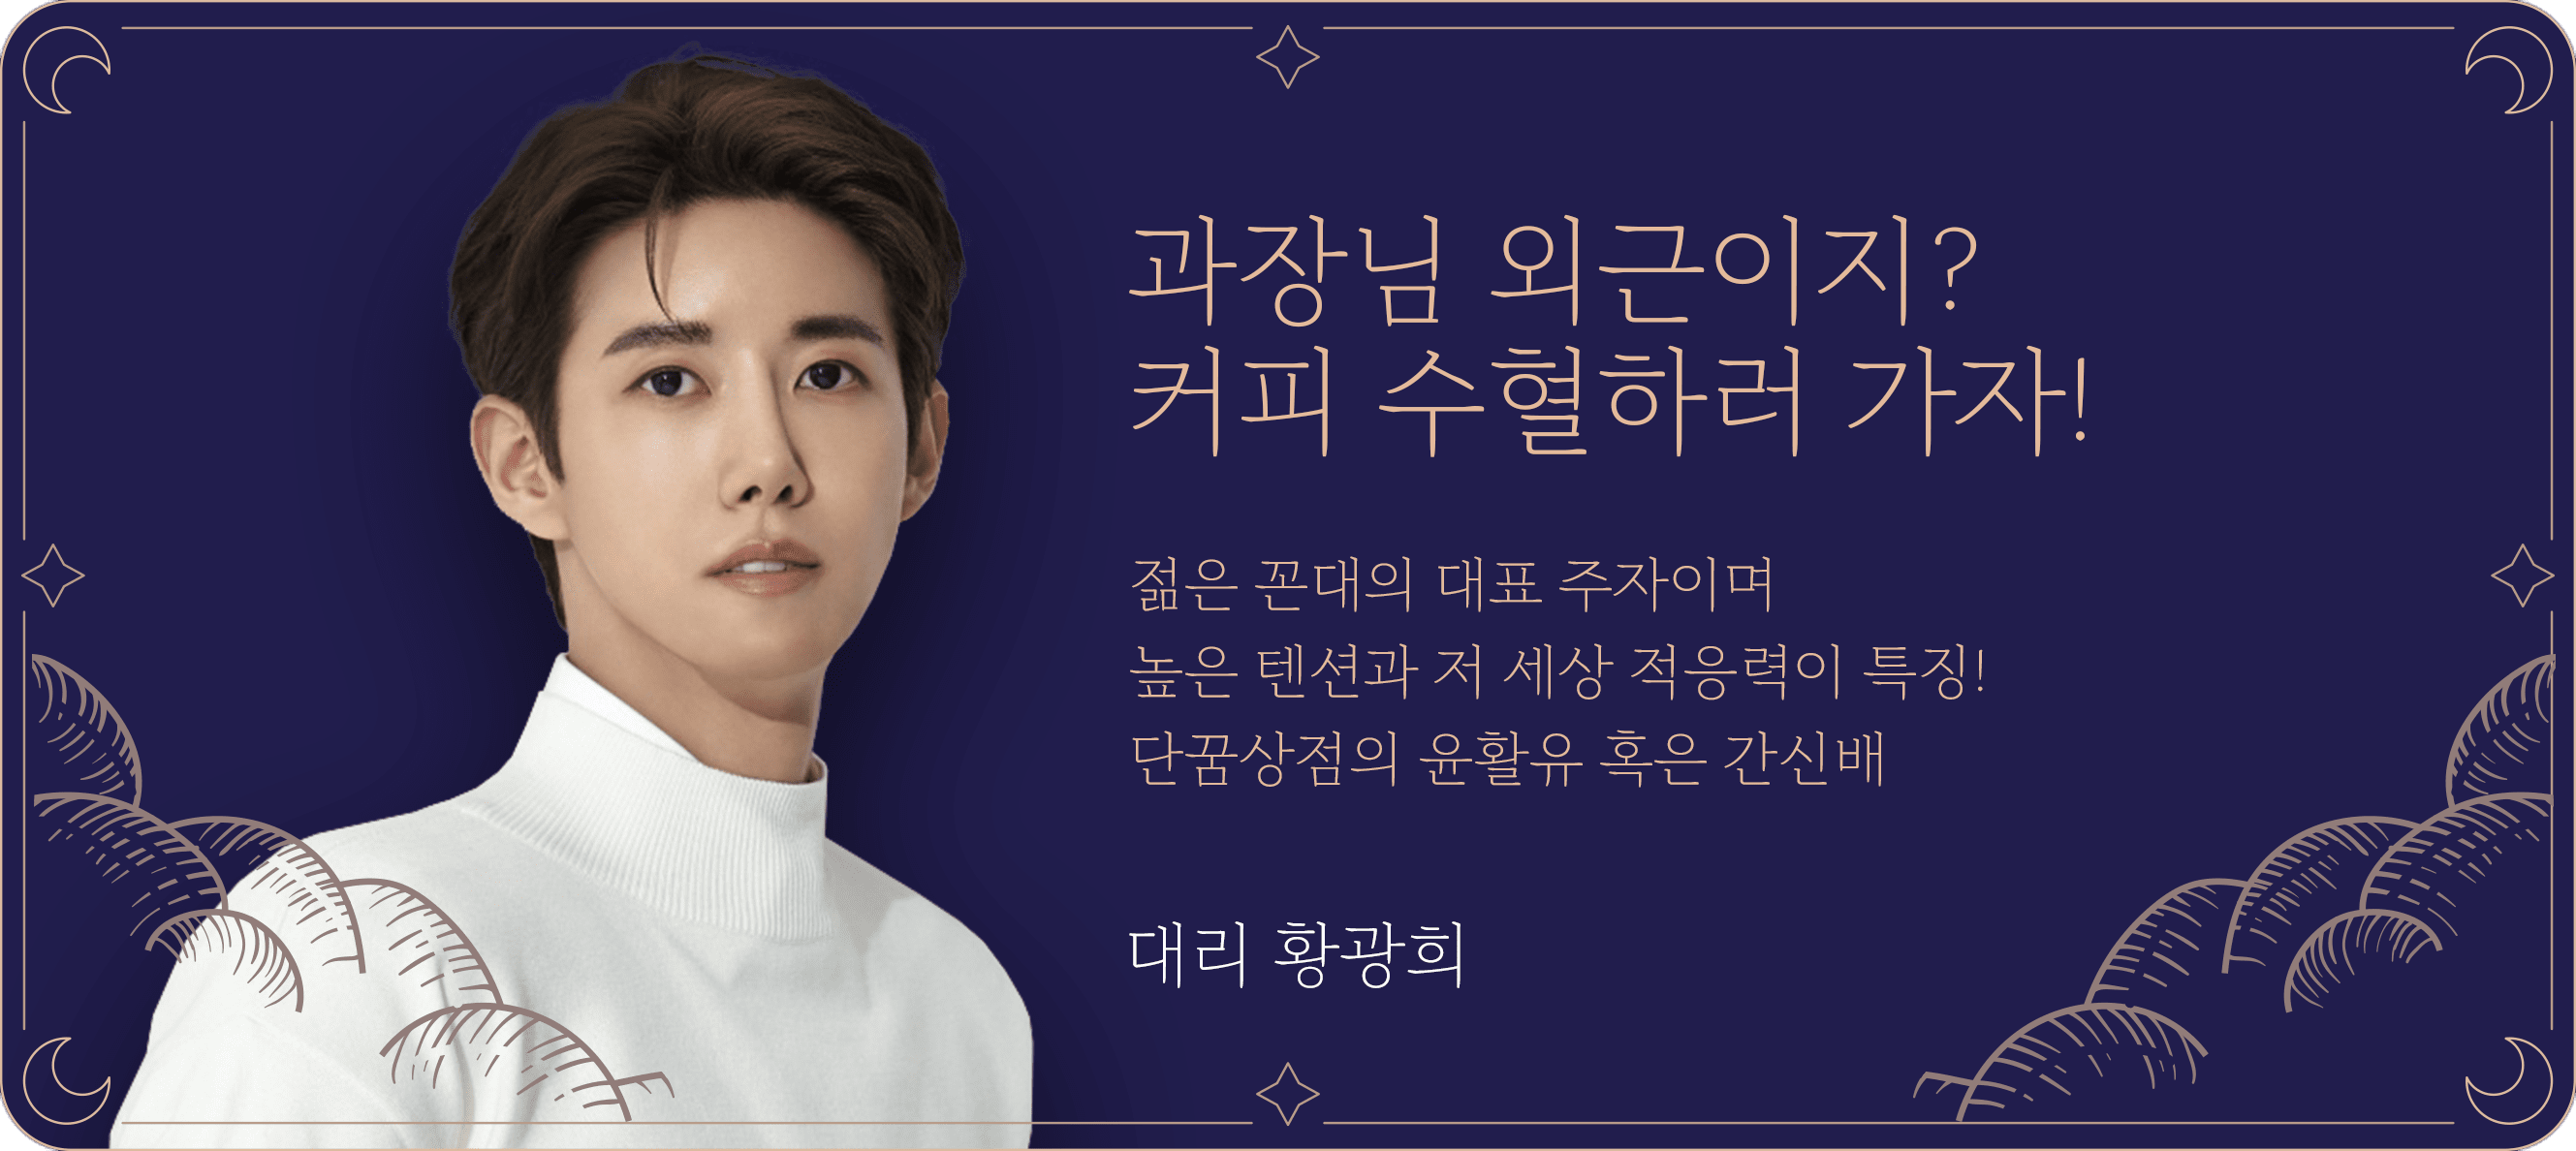 과장님 외근이지?
커피 수혈하러 가자!
젊은 꼰대의 대표 주자이며
높은 텐션과 저 세상 적응력이 특징!
단꿈상점의 윤활유 혹은 간신배
대리 황광희